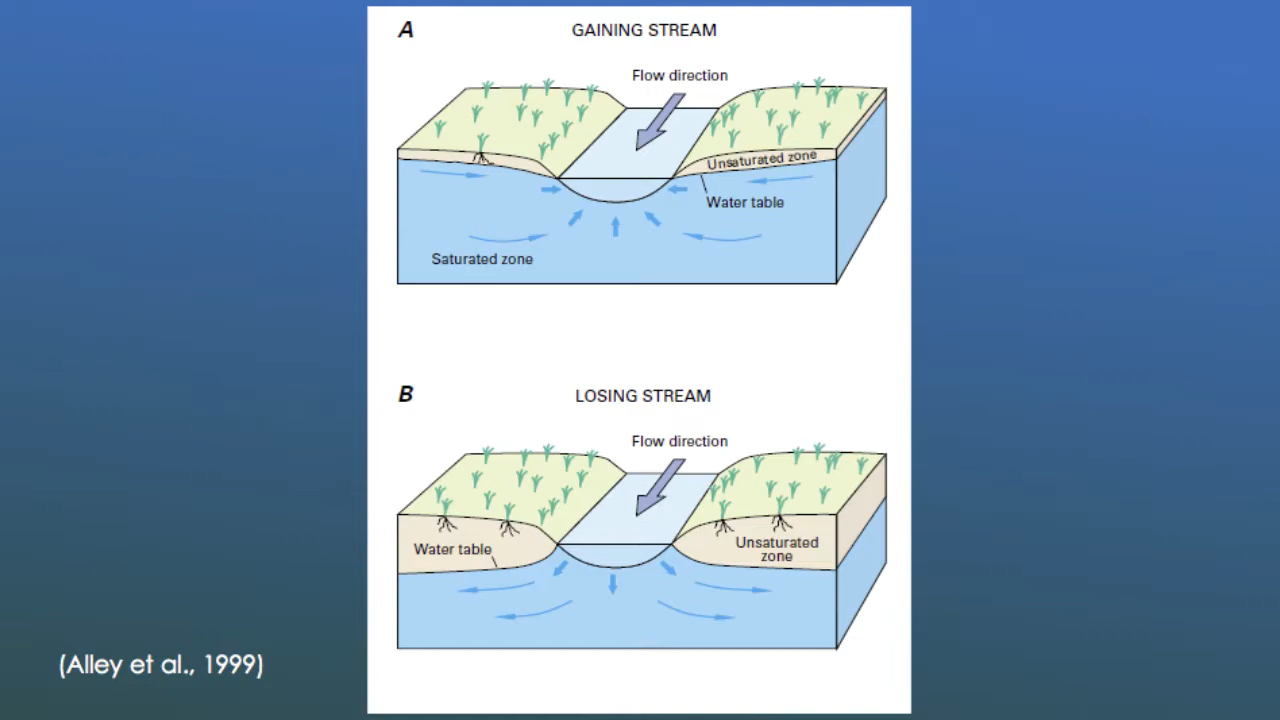 A
GAINING STREAM
Flow direction
Unsaturated zone
Water table
Saturated zone
B
LOSING STREAM
Flow direction
Water table
Unsaturated
zone
(Alley et al., 1999)